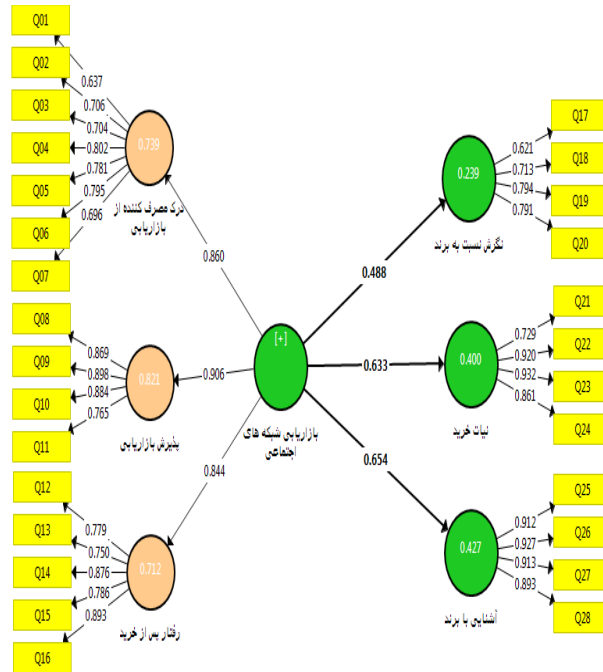 Q01
Q02
Q03
Q04
Q05
Q06
Q07
0.637
0.706
0.704
0.802
0.781
0.795
0.696
0.739
درک مصرف کننده از
بازاریابی
0.860
Q08
Q09
Q10
Q11
0.869
0.898
0.884
0.765
0.821
پذیرش بازاریابی
0.906
Q12
Q13
Q14
Q15
Q16
0.779
0.750
0.876
0.786
0.893
0.712
رفتار پس از خرید
0.844
[+]
بازاریابی شبکه های
اجتماعی
0.488
0.633
0.654
0.239
نگرش نسبت به برند
0.621
0.713
0.794
0.791
Q17
Q18
Q19
Q20
0.400
نیات خرید
0.729
0.920
0.932
0.861
Q21
Q22
Q23
Q24
0.427
آشنایی با برند
0.912
0.927
0.913
0.893
Q25
Q26
Q27
Q28